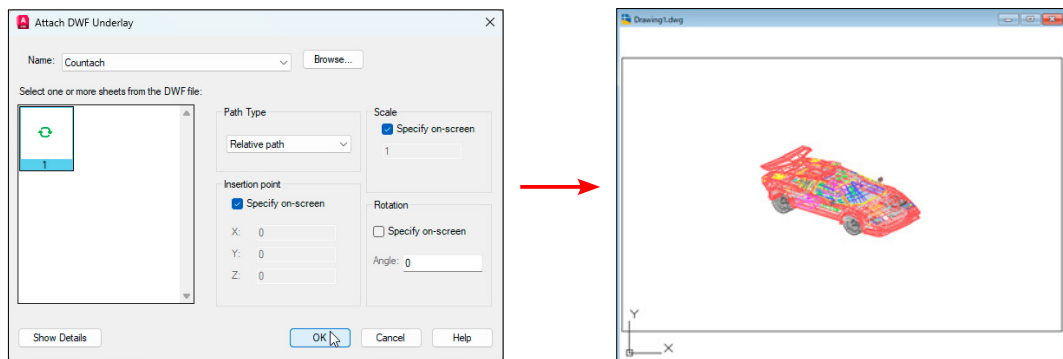 Attach DWF Underlay
Name: Countach Browse...
Select one or more sheets from the DWF file:
1
Path Type
Relative path
Insertion point
Specify on-screen
X: 0
Y: 0
Z: 0
Scale
Specify on-screen
1
Rotation
Specify on-screen
Angle: 0
Show Details OK Cancel Help
Drawing1.dwg
Y
X